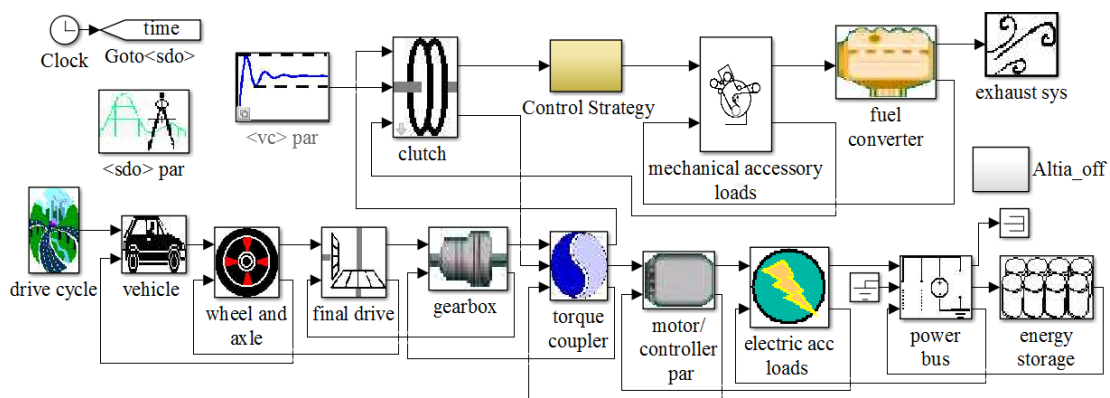 time
Clock
Goto<sdo>
<sdo> par
<vc> par
clutch
Control Strategy
mechanical accessory
loads
fuel
converter
exhaust sys
Altia_off
drive cycle
vehicle
wheel and
axle
final drive
gearbox
torque
coupler
motor/
controller
par
electric acc
loads
power
bus
energy
storage